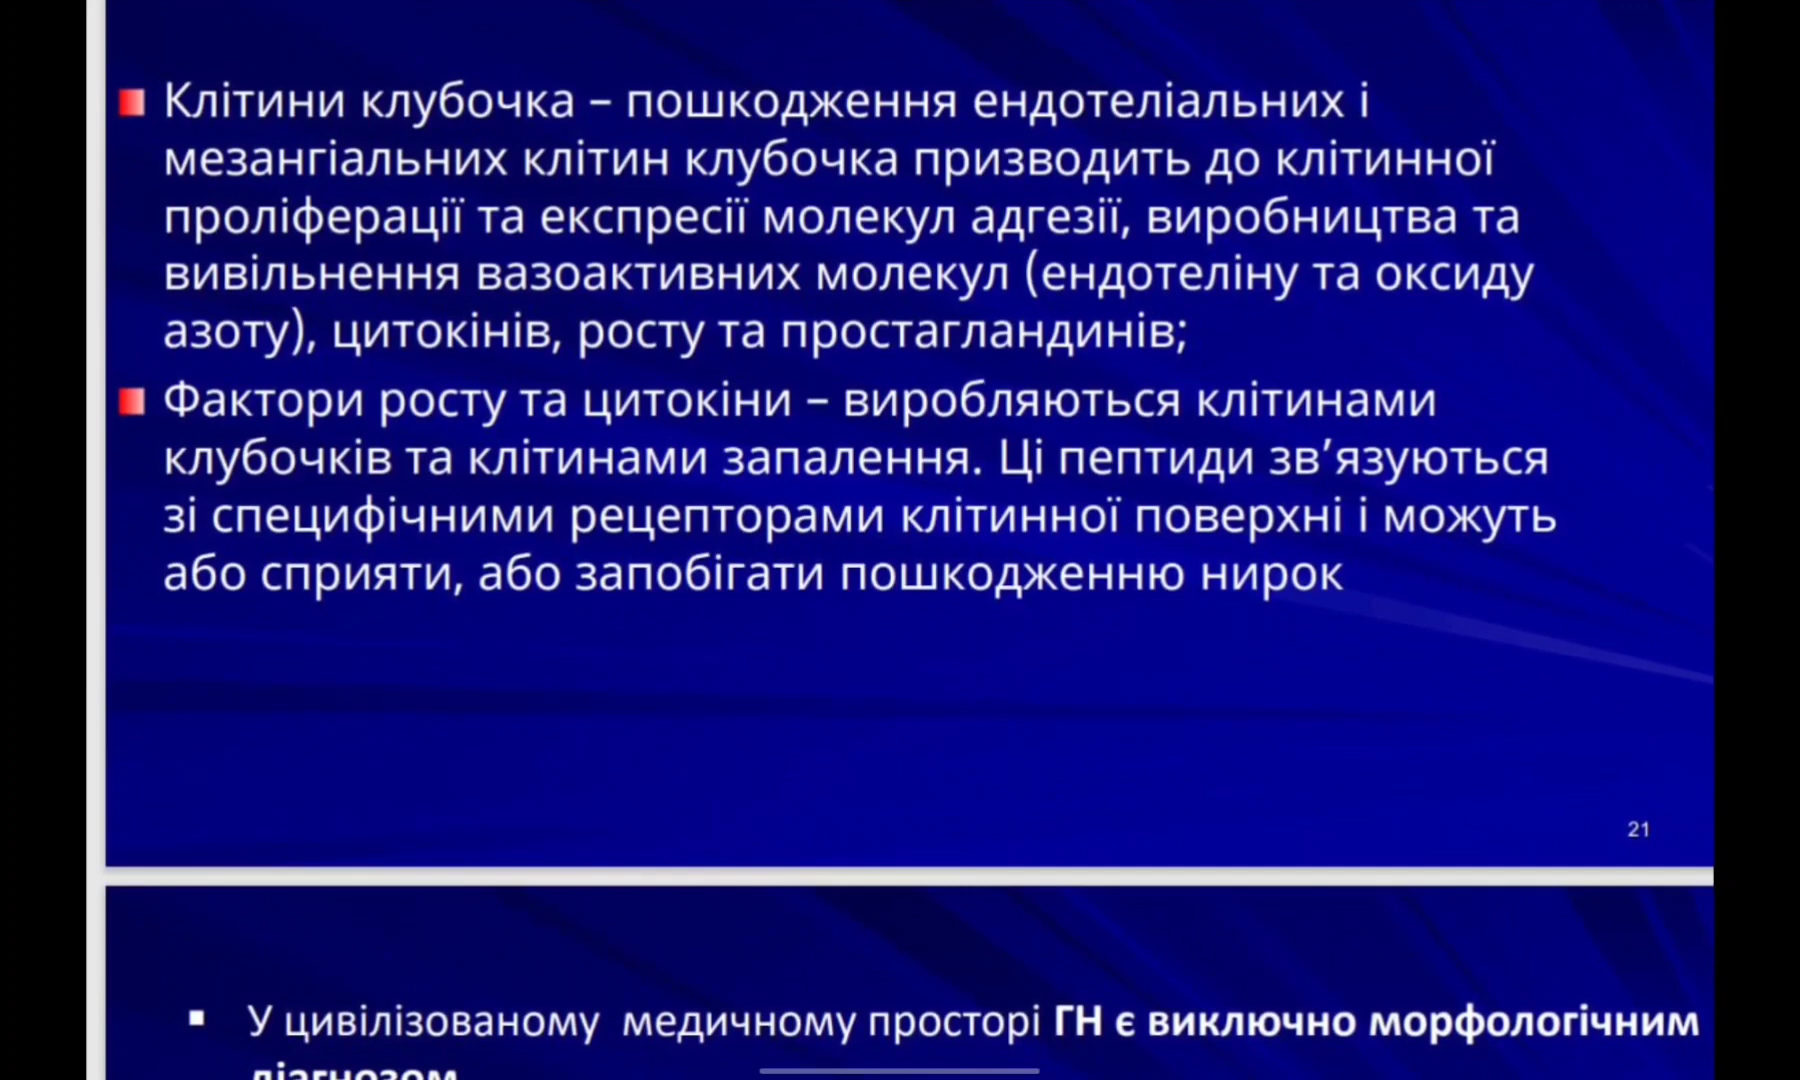 Клітини клубочка – пошкодження ендотеліальних і
мезангіальних клітин клубочка призводить до клітинної
проліферації та експресії молекул адгезії, виробництва та
вивільнення вазоактивних молекул (ендотеліну та оксиду
азоту), цитокінів, росту та простагландинів;
Фактори росту та цитокіни – виробляються клітинами
клубочків та клітинами запалення. Ці пептиди зв’язуються
зі специфічними рецепторами клітинної поверхні і можуть
або сприяти, або запобігати пошкодженню нирок
21
У цивілізованому медичному просторі ГН є виключно морфологічним
діагнозом